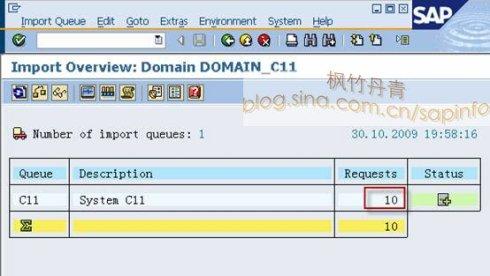 Import Queue Edit Goto Extras Environment System Help
SAP
Import Overview: Domain DOMAIN_C11
枫竹丹青
blog.sina.com.cn/sapinfo
Number of import queues: 1 30.10.2009 19:58:16
Queue Description Requests Status
C11 System C11 10
Σ 10